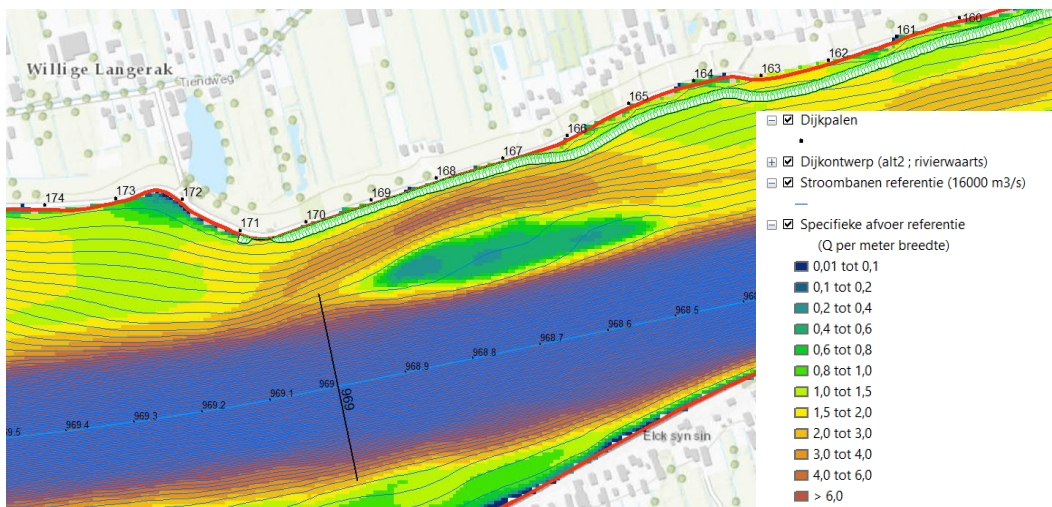 160
161
162
163
164
165
166
167
168
169
170
171
172
173
174
Willige Langerak
Tiendweg
968.5
968.6
968.7
968.8
968.9
969
969
969.1
969.2
969.3
969.4
Elck syn sin
Dijkpalen
Dijkontwerp (alt2 ; rivierwaarts)
Stroombanen referentie (16000 m3/s)
Specifieke afvoer referentie
(Q per meter breedte)
0,01 tot 0,1
0,1 tot 0,2
0,2 tot 0,4
0,4 tot 0,6
0,6 tot 0,8
0,8 tot 1,0
1,0 tot 1,5
1,5 tot 2,0
2,0 tot 3,0
3,0 tot 4,0
4,0 tot 6,0
> 6,0